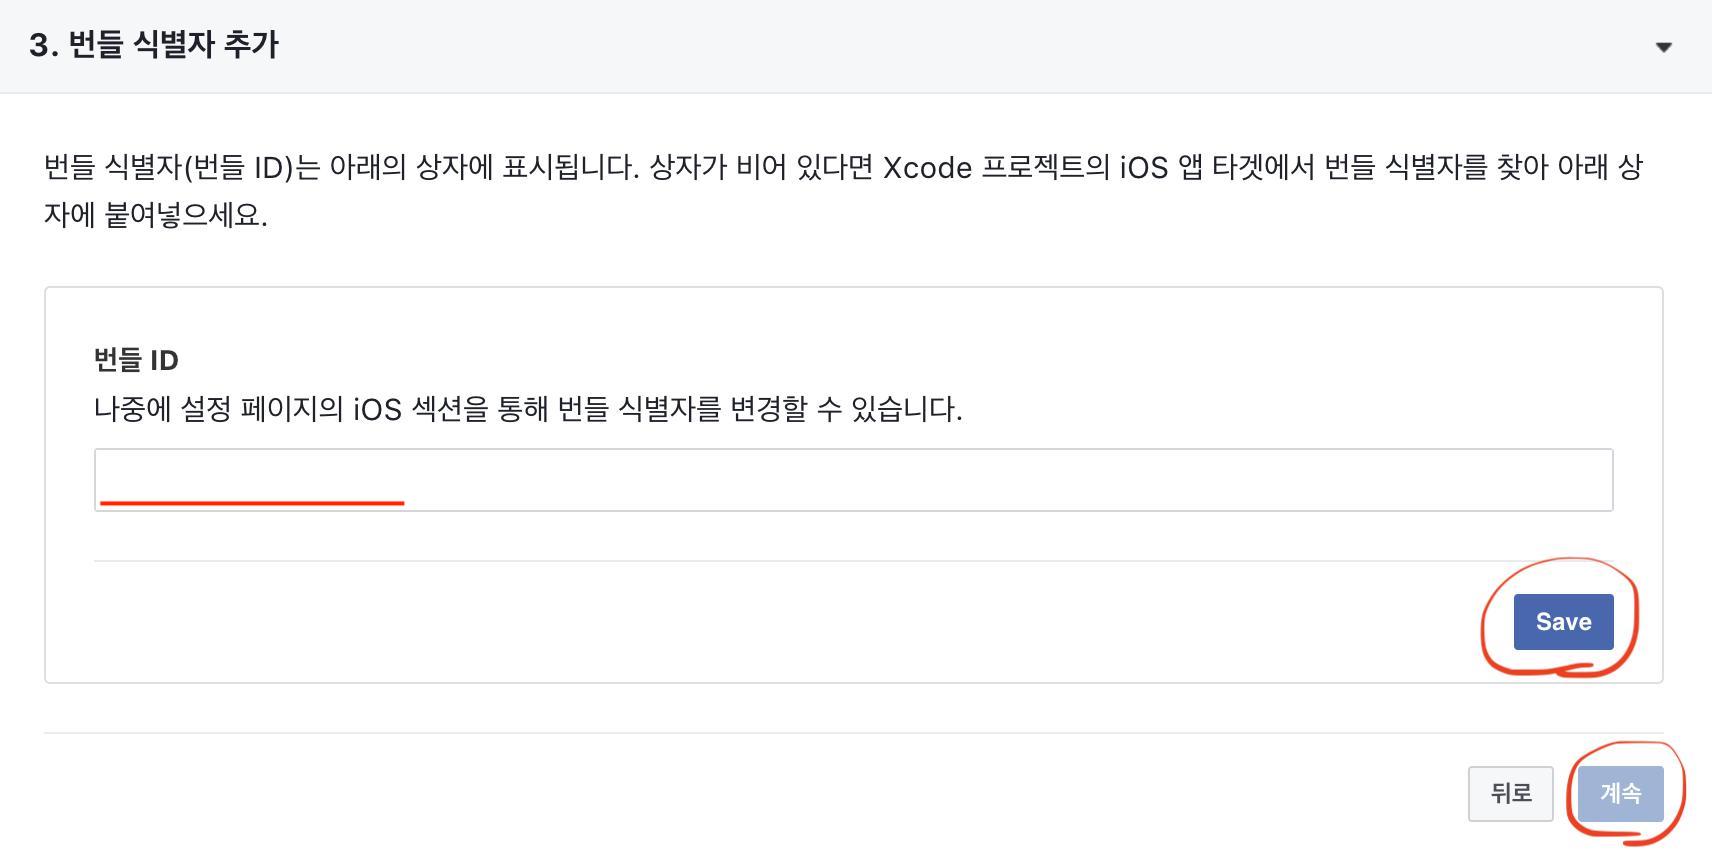 3. 번들 식별자 추가
번들 식별자(번들 ID)는 아래의 상자에 표시됩니다. 상자가 비어 있다면 Xcode 프로젝트의 iOS 앱 타겟에서 번들 식별자를 찾아 아래 상
자에 붙여넣으세요.
번들 ID
나중에 설정 페이지의 iOS 섹션을 통해 번들 식별자를 변경할 수 있습니다.
Save
뒤로 계속